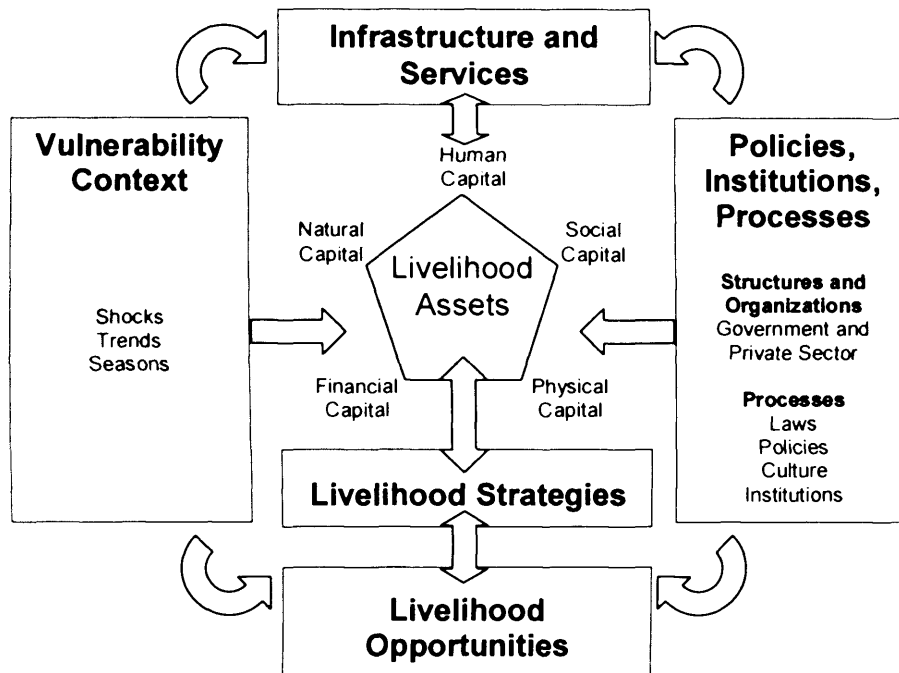 Infrastructure and
Services
Vulnerability
Context
Shocks
Trends
Seasons
Human
Capital
Natural
Capital
Social
Capital
Livelihood
Assets
Financial
Capital
Physical
Capital
Policies,
Institutions,
Processes
Structures and
Organizations
Government and
Private Sector
Processes
Laws
Policies
Culture
Institutions
Livelihood Strategies
Livelihood
Opportunities